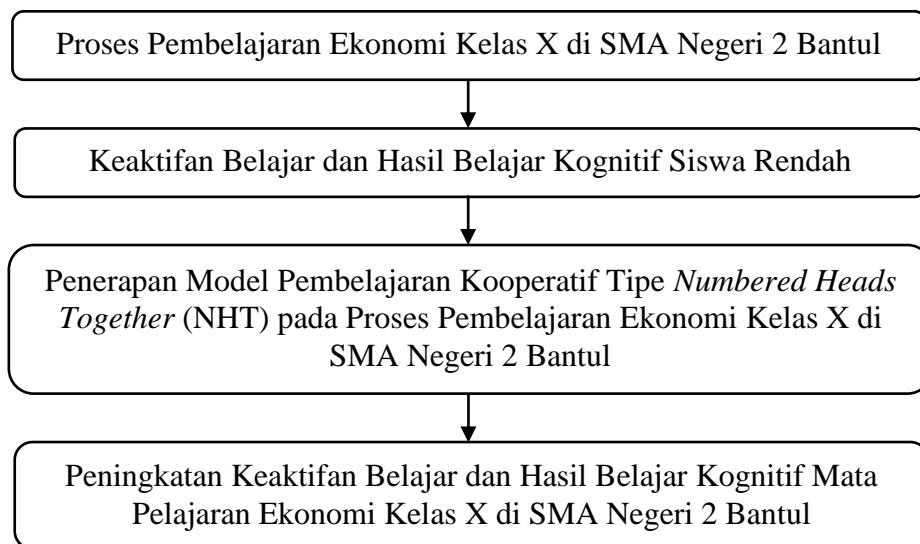 Proses Pembelajaran Ekonomi Kelas X di SMA Negeri 2 Bantul
Keaktifan Belajar dan Hasil Belajar Kognitif Siswa Rendah
Penerapan Model Pembelajaran Kooperatif Tipe Numbered Heads
Together (NHT) pada Proses Pembelajaran Ekonomi Kelas X di
SMA Negeri 2 Bantul
Peningkatan Keaktifan Belajar dan Hasil Belajar Kognitif Mata
Pelajaran Ekonomi Kelas X di SMA Negeri 2 Bantul